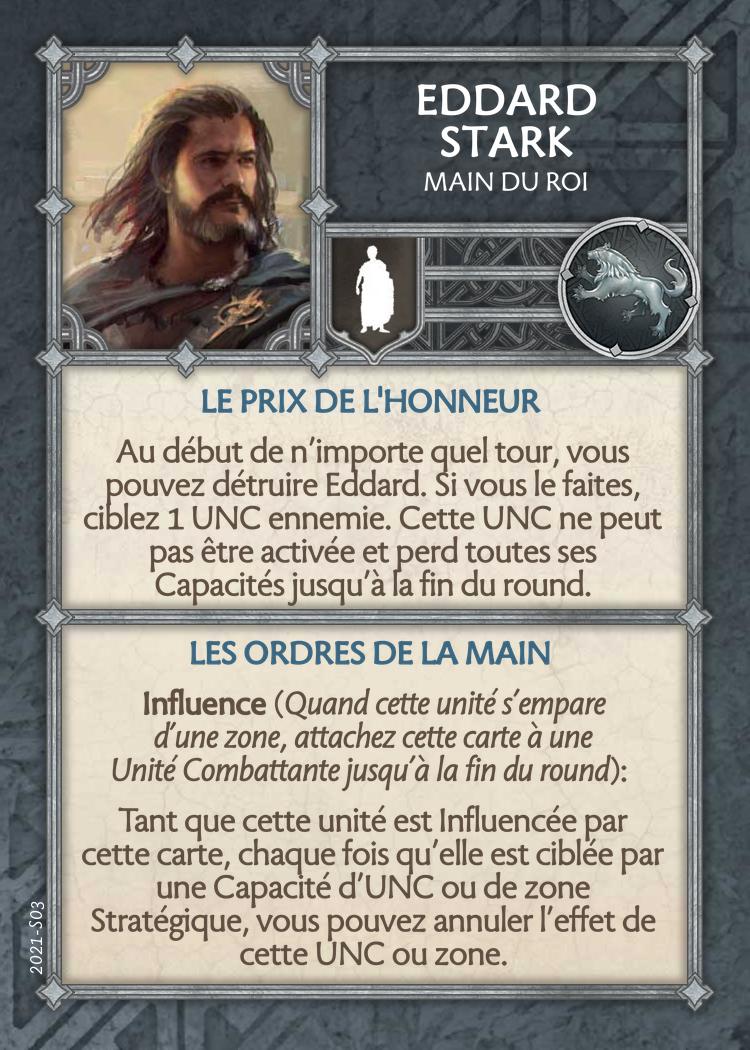 EDDARD
STARK
MAIN DU ROI
LE PRIX DE L'HONNEUR
Au début de n'importe quel tour, vous
pouvez détruire Eddard. Si vous le faites,
ciblez 1 UNC ennemie. Cette UNC ne peut
pas être activée et perd toutes ses
Capacités jusqu'à la fin du round.
LES ORDRES DE LA MAIN
Influence (Quand cette unité s'empare
d'une zone, attachez cette carte à une
Unité Combattante jusqu'à la fin du round):
Tant que cette unité est Influencée par
cette carte, chaque fois qu'elle est ciblée par
une Capacité d'UNC ou de zone
Stratégique, vous pouvez annuler l'effet de
cette UNC ou zone.
2021-S03